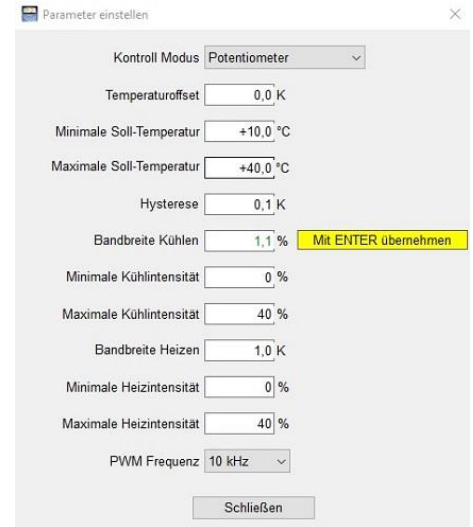 Parameter einstellen
Kontroll Modus Potentiometer
Temperaturoffset 0,0 K
Minimale Soll-Temperatur +10,0 °C
Maximale Soll-Temperatur +40,0 °C
Hysterese 0,1 K
Bandbreite Kühlen 1,1 % Mit ENTER übernehmen
Minimale Kühlintensität 0 %
Maximale Kühlintensität 40 %
Bandbreite Heizen 1,0 K
Minimale Heizintensität 0 %
Maximale Heizintensität 40 %
PWM Frequenz 10 kHz
Schließen